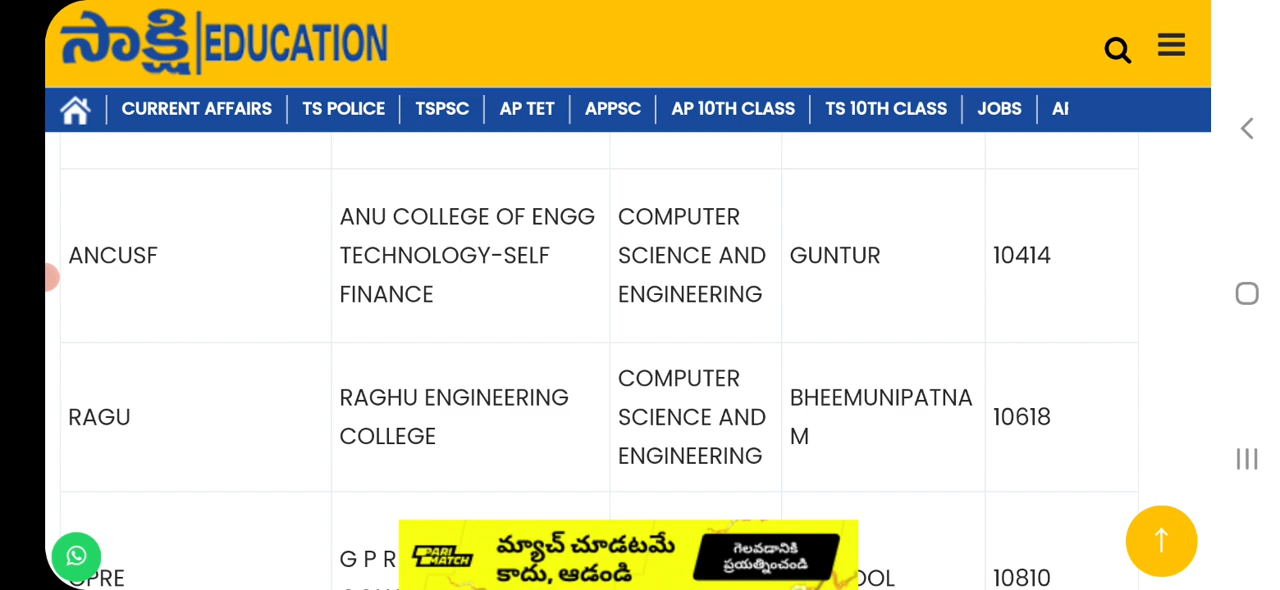 సాక్షి EDUCATION
CURRENT AFFAIRS TS POLICE TSPSC AP TET APPSC AP 10TH CLASS TS 10TH CLASS JOBS
ANCUSF
ANU COLLEGE OF ENGG
TECHNOLOGY-SELF
FINANCE
COMPUTER
SCIENCE AND
ENGINEERING
GUNTUR
10414
RAGU
RAGHU ENGINEERING
COLLEGE
COMPUTER
SCIENCE AND
ENGINEERING
BHEEMUNIPATNA
M
10618
G P R
10810
PARI
MATCH
మ్యాచ్ చూడటమే
కాదు, ఆడండి
గెలవడానికి
ప్రయత్నించండి